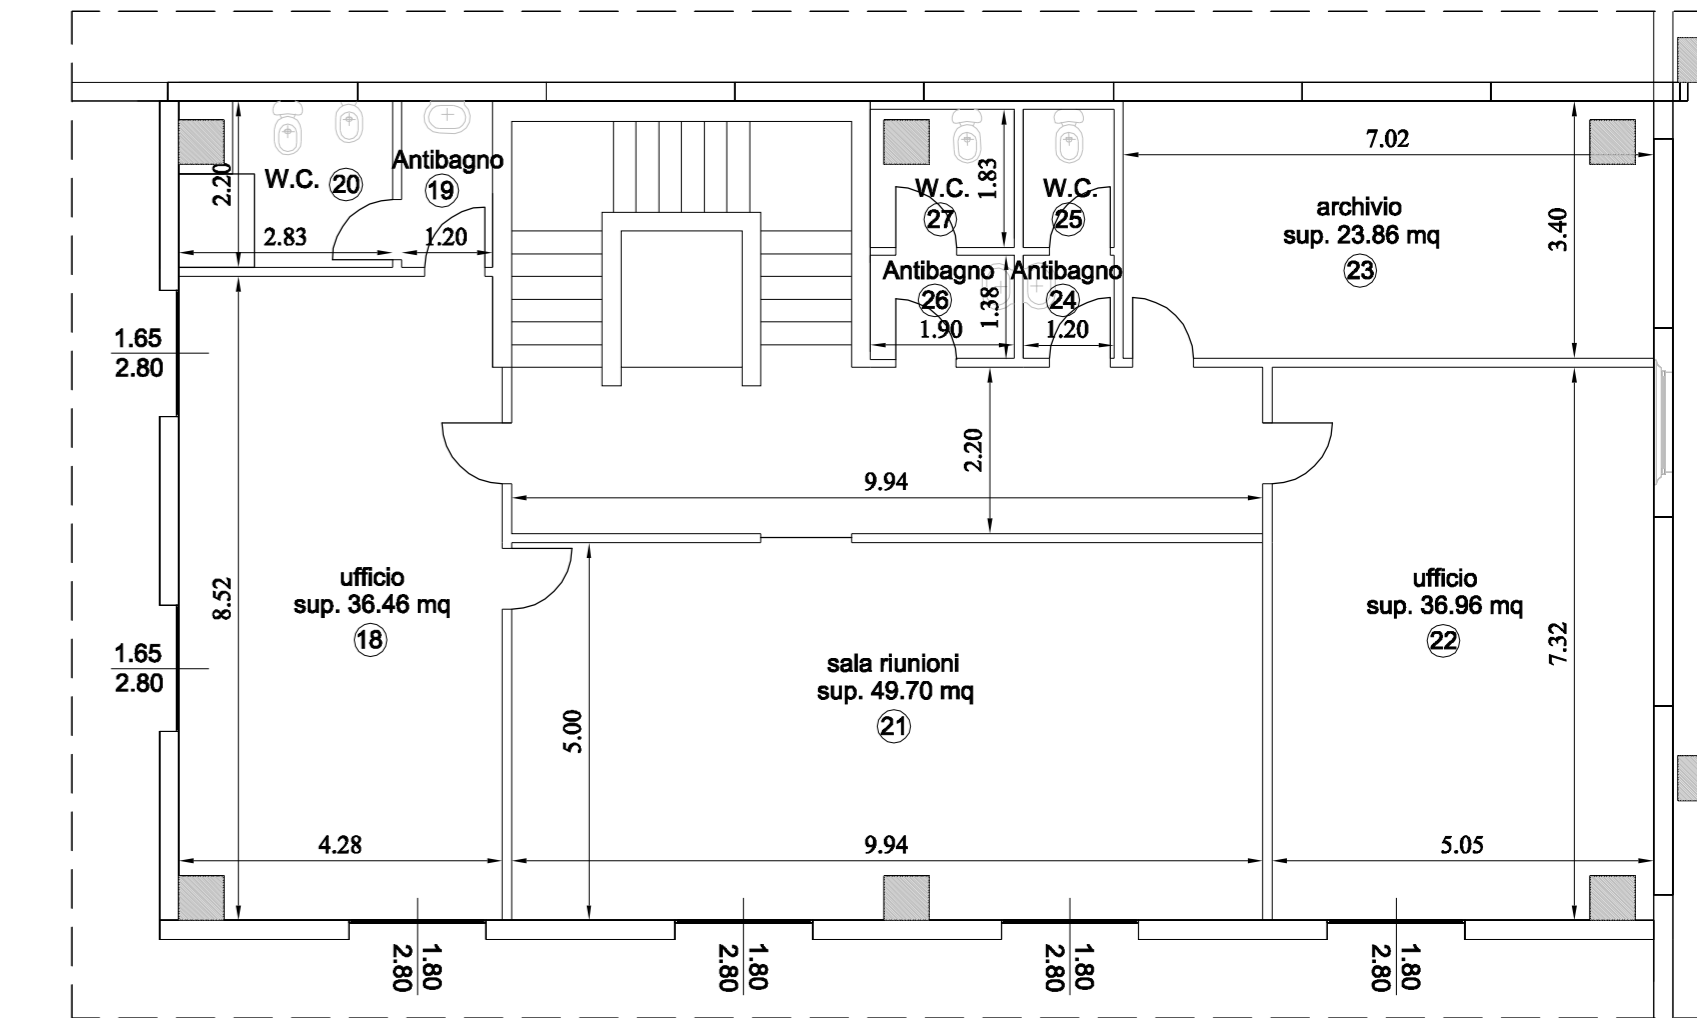 7.02
Antibagno
19
W.C. 20
2.20
2.83
1.20
1.83
W.C.
27
W.C.
25
archivio
sup. 23.86 mq
23
3.40
Antibagno
26
1.90
1.38
Antibagno
24
1.20
1.65
2.80
2.20
9.94
ufficio
sup. 36.46 mq
18
8.52
ufficio
sup. 36.96 mq
22
7.32
1.65
2.80
sala riunioni
sup. 49.70 mq
21
5.00
4.28
9.94
5.05
1.80
2.80
1.80
2.80
1.80
2.80
1.80
2.80